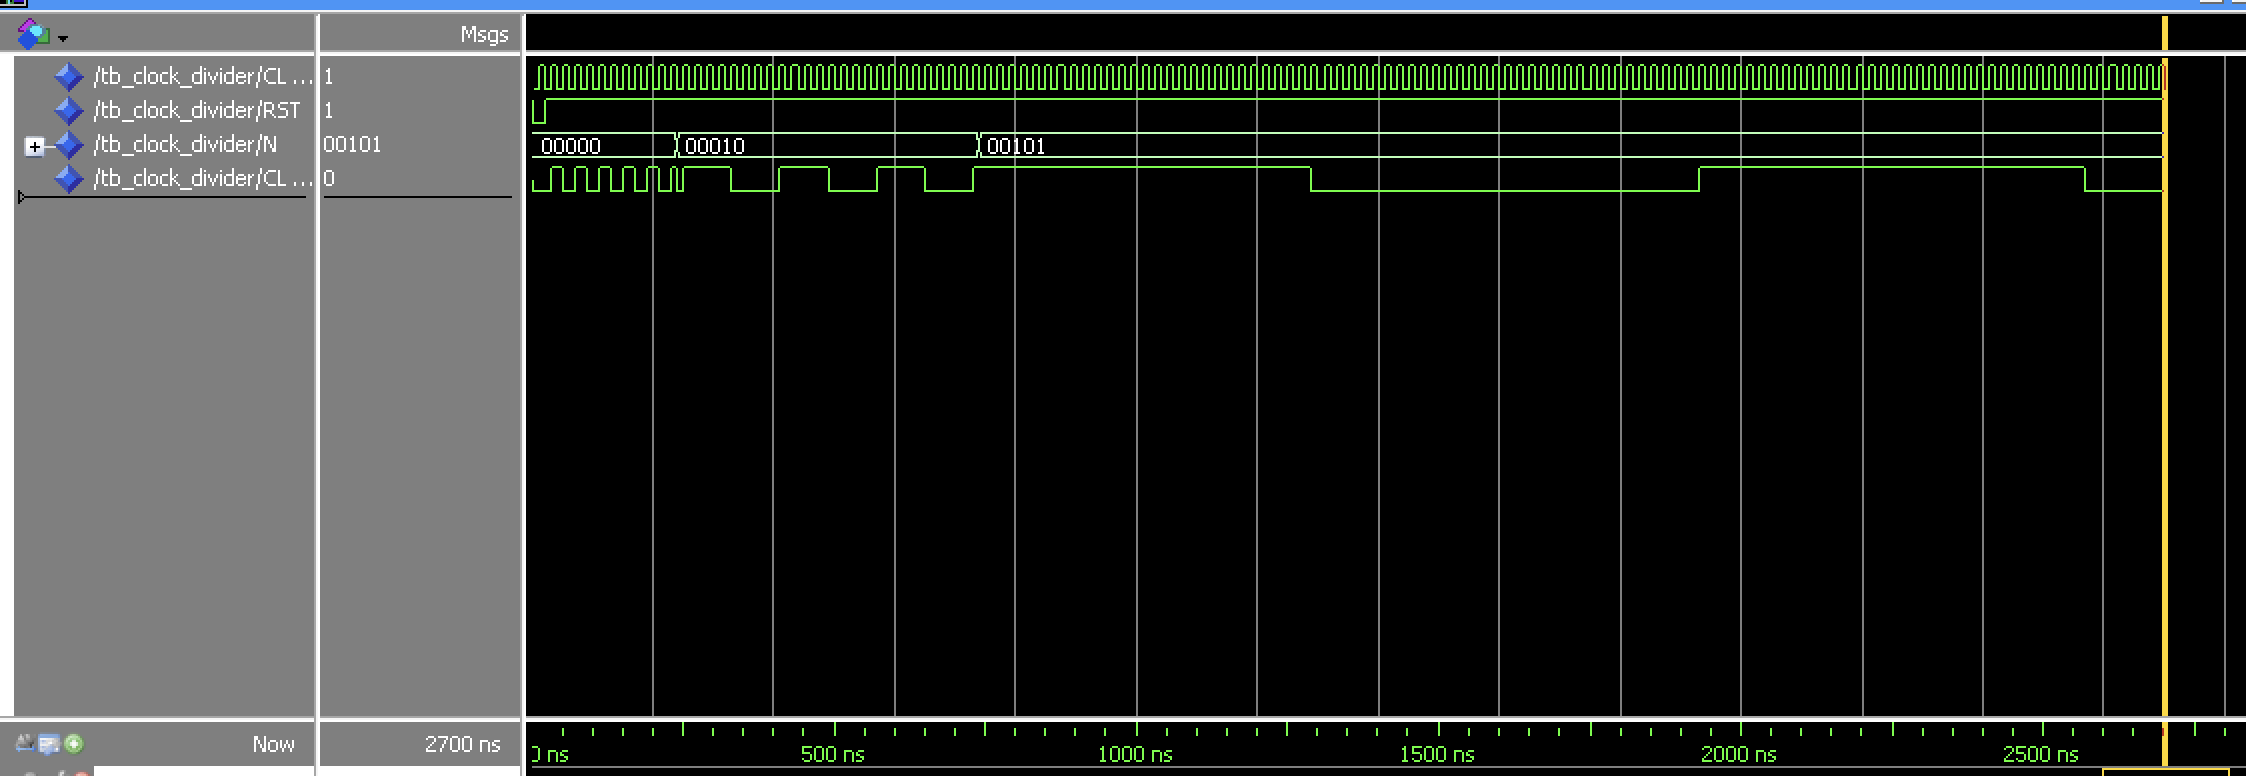 Msgs
/tb_clock_divider/CL ... 1
/tb_clock_divider/RST 1
/tb_clock_divider/N 00101 00000 00010 00101
/tb_clock_divider/CL ... 0
Now 2700 ns
0 ns 500 ns 1000 ns 1500 ns 2000 ns 2500 ns